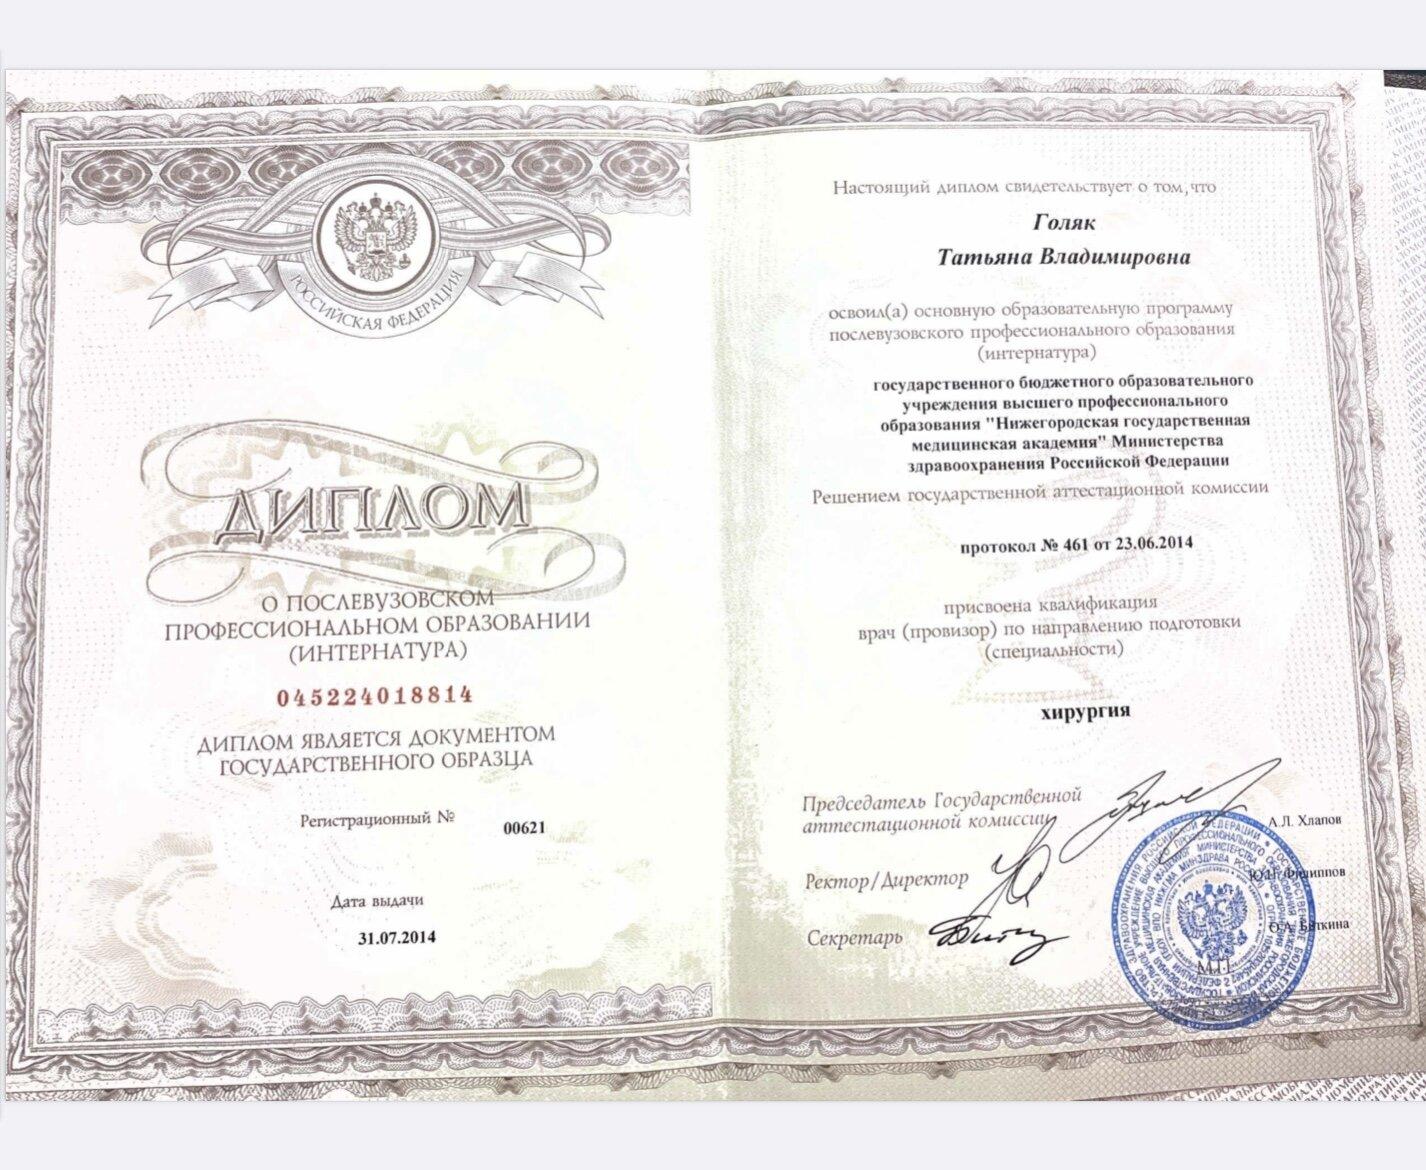 РОССИЙСКАЯ ФЕДЕРАЦИЯ
ДИПЛОМ
О ПОСЛЕВУЗОВСКОМ
ПРОФЕССИОНАЛЬНОМ ОБРАЗОВАНИИ
(ИНТЕРНАТУРА)
045224018814
ДИПЛОМ ЯВЛЯЕТСЯ ДОКУМЕНТОМ
ГОСУДАРСТВЕННОГО ОБРАЗЦА
Регистрационный № 00621
Дата выдачи
31.07.2014
Настоящий диплом свидетельствует о том,что
Голяк
Татьяна Владимировна
освоил(а) основную образовательную программу
послевузовского профессионального образования
(интернатура)
государственного бюджетного образовательного
учреждения высшего профессионального
образования "Нижегородская государственная
медицинская академия" Министерства
здравоохранения Российской Федерации
Решением государственной аттестационной комиссии
протокол № 461 от 23.06.2014
присвоена квалификация
врач (провизор) по направлению подготовки
(специальности)
хирургия
Председатель Государственной
аттестационной комиссии А.Л. Хлапов
Ректор/Директор Ю.Н. Филиппов
Секретарь О.А. Быткина
М.П.